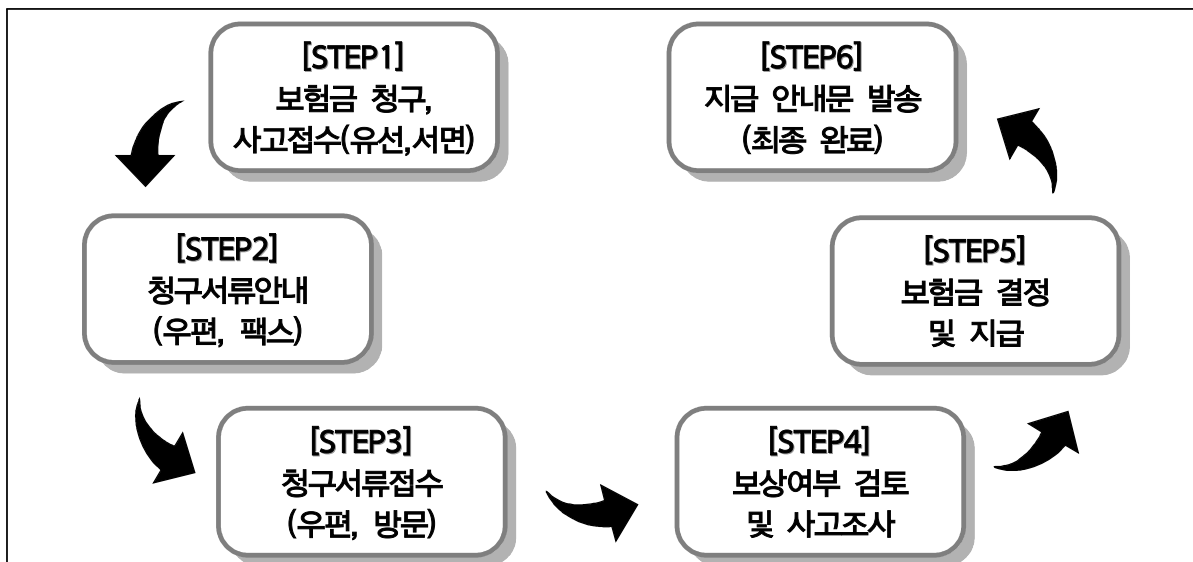 [STEP1]
보험금 청구,
사고접수(유선,서면)
[STEP2]
청구서류안내
(우편, 팩스)
[STEP3]
청구서류접수
(우편, 방문)
[STEP4]
보상여부 검토
및 사고조사
[STEP5]
보험금 결정
및 지급
[STEP6]
지급 안내문 발송
(최종 완료)